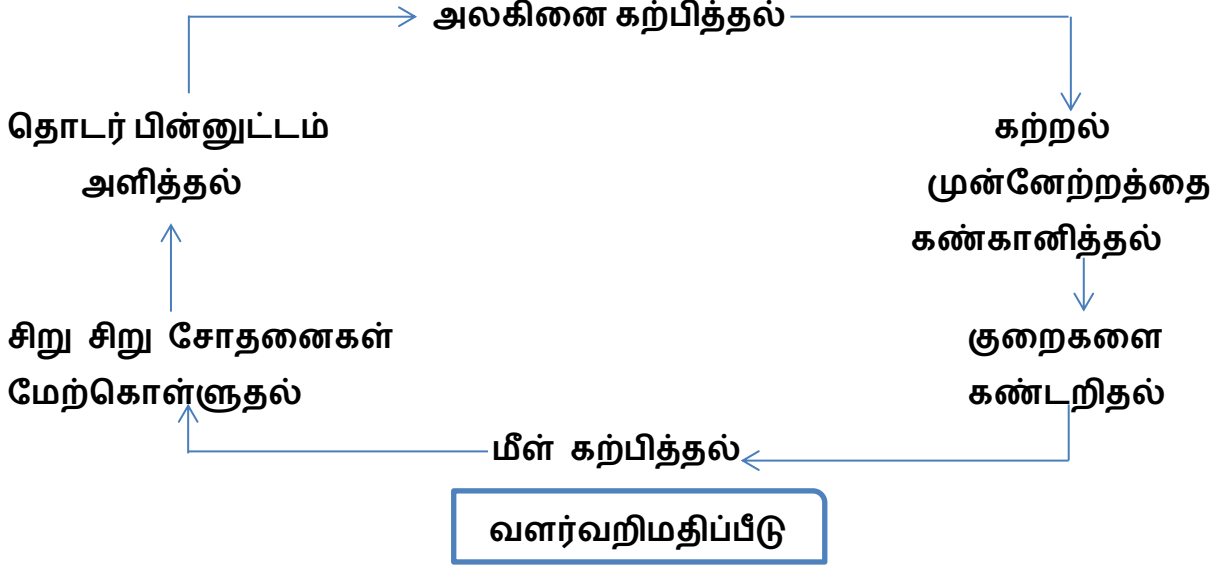 அலகினை கற்பித்தல்
தொடர் பின்னுட்டம்
அளித்தல்
கற்றல்
முன்னேற்றத்தை
கண்கானித்தல்
சிறு சிறு சோதனைகள்
மேற்கொள்ளுதல்
குறைகளை
கண்டறிதல்
மீள் கற்பித்தல்
வளர்வறிமதிப்பீடு